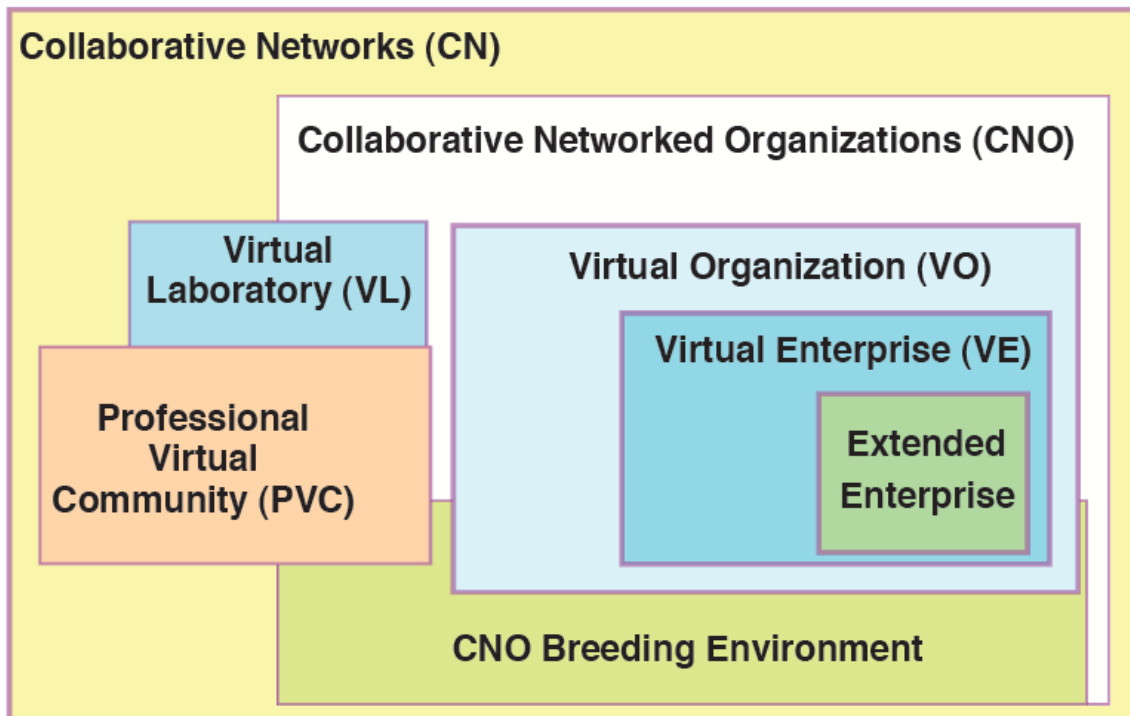 Collaborative Networks (CN)
Collaborative Networked Organizations (CNO)
Virtual
Laboratory (VL)
Virtual Organization (VO)
Virtual Enterprise (VE)
Professional
Virtual
Community (PVC)
Extended
Enterprise
CNO Breeding Environment